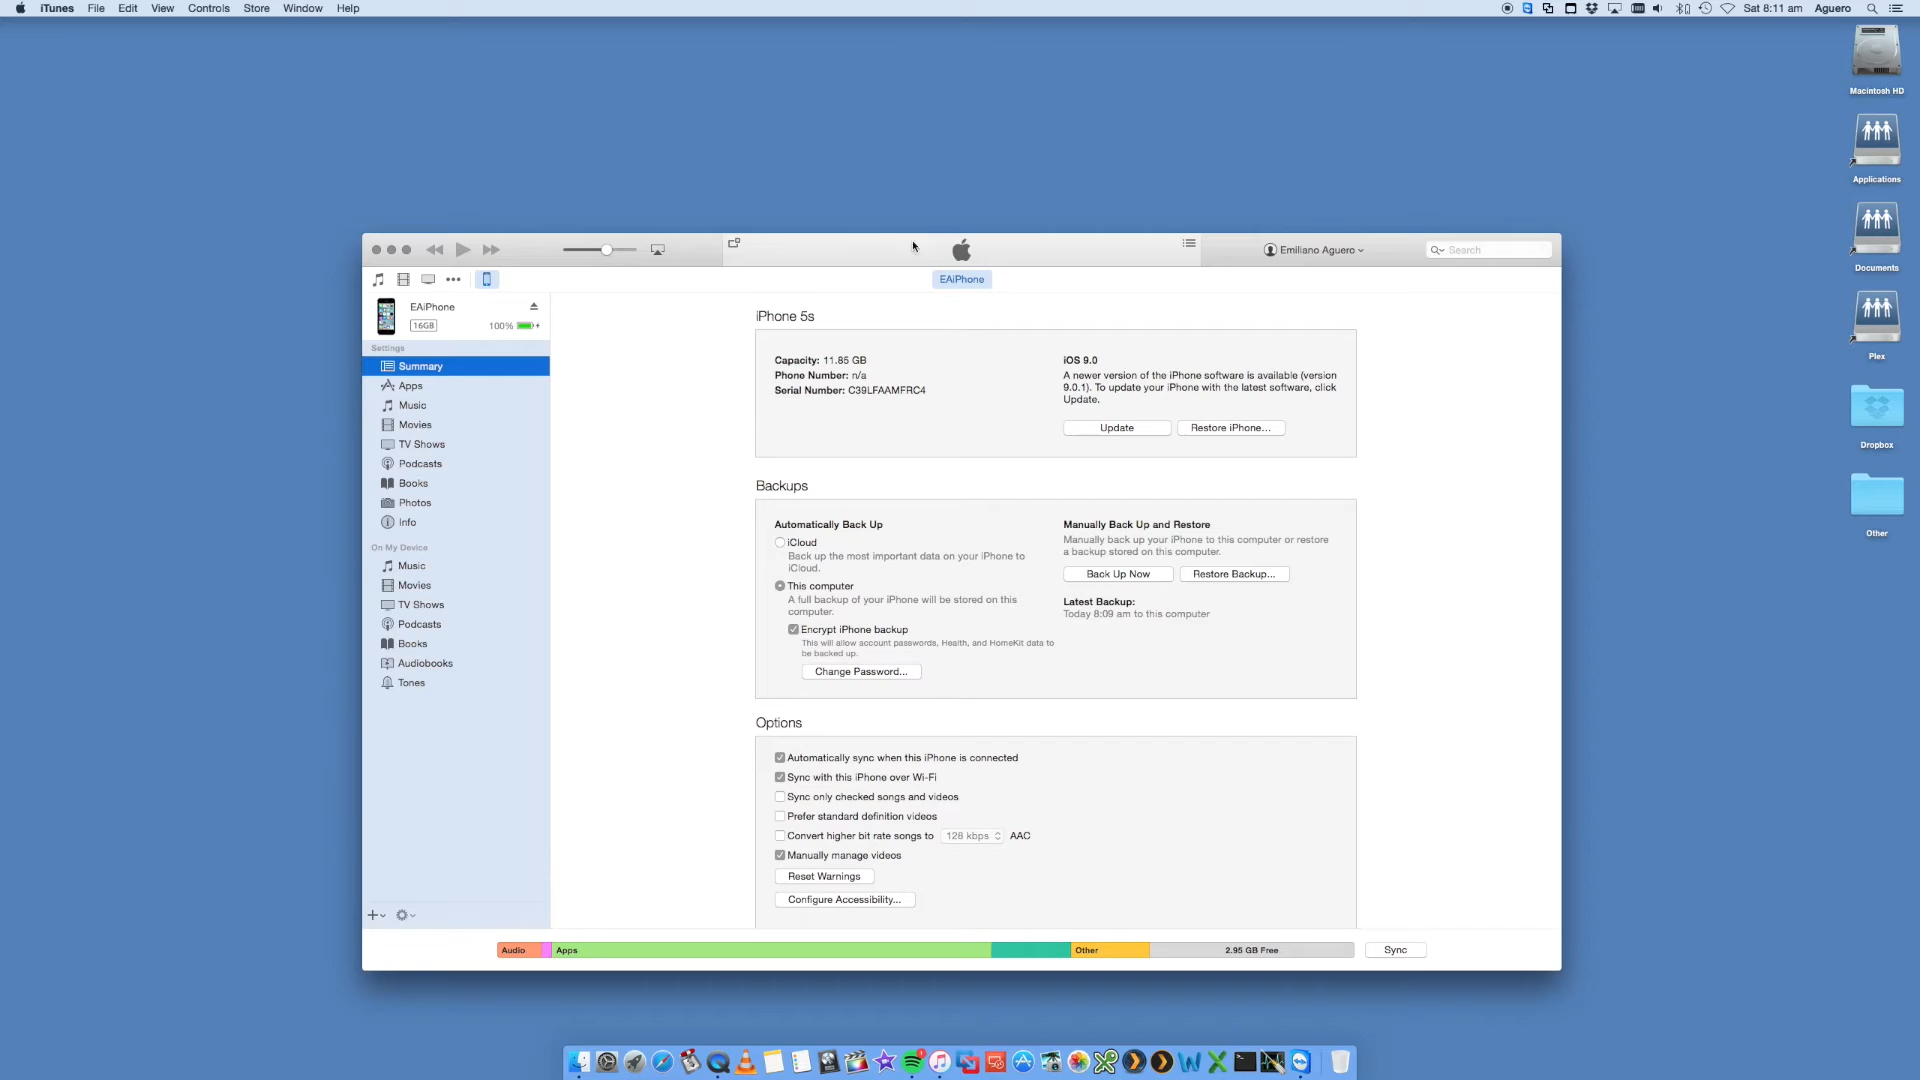 iTunes File Edit View Controls Store Window Help
Sat 8:11 am Aguero
Macintosh HD
Applications
Documents
Plex
Dropbox
Other
Emiliano Aguero
Search
EAiPhone
EAiPhone
16GB 100%
Settings
Summary
Apps
Music
Movies
TV Shows
Podcasts
Books
Photos
Info
On My Device
Music
Movies
TV Shows
Podcasts
Books
Audiobooks
Tones
iPhone 5s
Capacity: 11.85 GB
Phone Number: n/a
Serial Number: C39LFAAMFRC4
iOS 9.0
A newer version of the iPhone software is available (version
9.0.1). To update your iPhone with the latest software, click
Update.
Update Restore iPhone...
Backups
Automatically Back Up
iCloud
Back up the most important data on your iPhone to
iCloud.
This computer
A full backup of your iPhone will be stored on this
computer.
Encrypt iPhone backup
This will allow account passwords, Health, and HomeKit data to
be backed up.
Change Password...
Manually Back Up and Restore
Manually back up your iPhone to this computer or restore
a backup stored on this computer.
Back Up Now Restore Backup...
Latest Backup:
Today 8:09 am to this computer
Options
Automatically sync when this iPhone is connected
Sync with this iPhone over Wi-Fi
Sync only checked songs and videos
Prefer standard definition videos
Convert higher bit rate songs to 128 kbps AAC
Manually manage videos
Reset Warnings
Configure Accessibility...
Audio Apps Other 2.95 GB Free Sync